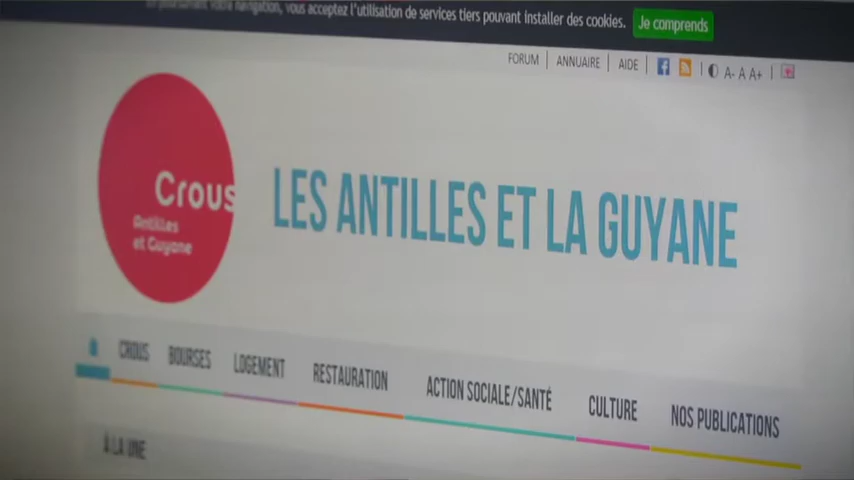 vous acceptez l'utilisation de services tiers pouvant installer des cookies. Je comprends
FORUM ANNUAIRE AIDE A- A A+
Crous
Antilles
et Guyane
LES ANTILLES ET LA GUYANE
CROUS BOURSES LOGEMENT RESTAURATION ACTION SOCIALE/SANTÉ CULTURE NOS PUBLICATIONS
À LA UNE